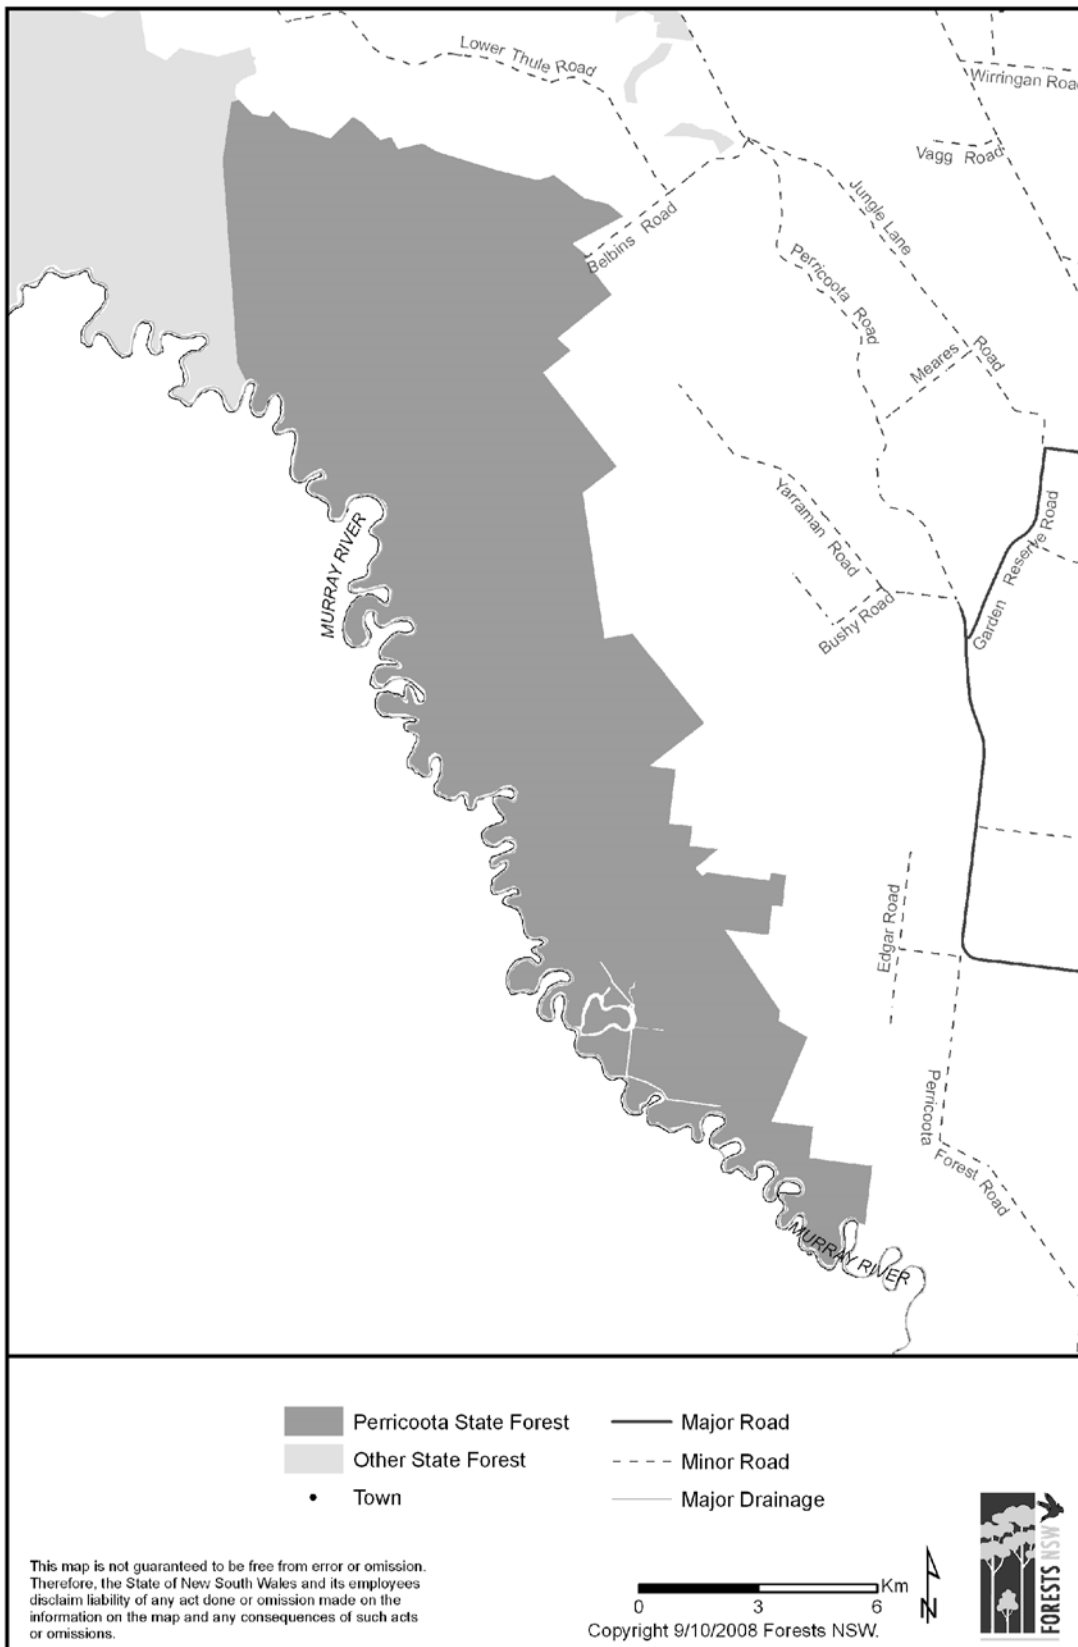 Lower Thule Road
Wirringan Road
Vagg Road
Jungle Lane
Belbins Road
Perricoota Road
Meares Road
Yarraman Road
Garden Reserve Road
MURRAY RIVER
Bushy Road
Edgar Road
Perricoota
Forest Road
MURRAY RIVER
Perricoota State Forest
Major Road
Other State Forest
Minor Road
Town
Major Drainage
This map is not guaranteed to be free from error or omission.
Therefore, the State of New South Wales and its employees
disclaim liability of any act done or omission made on the
information on the map and any consequences of such acts
or omissions.
Km
0 3 6
N
Copyright 9/10/2008 Forests NSW.
FORESTS NSW